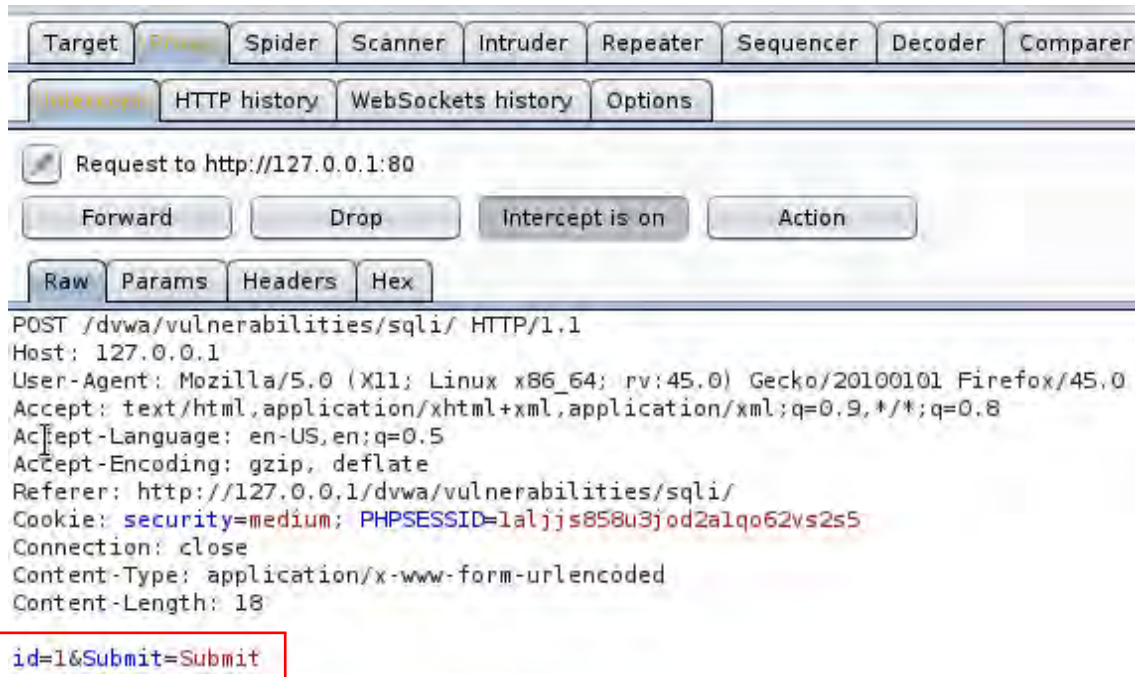 Target Proxy Spider Scanner Intruder Repeater Sequencer Decoder Comparer
Intercept HTTP history WebSockets history Options
Request to http://127.0.0.1:80
Forward Drop Intercept is on Action
Raw Params Headers Hex
POST /dvwa/vulnerabilities/sqli/ HTTP/1.1
Host: 127.0.0.1
User-Agent: Mozilla/5.0 (X11; Linux x86_64; rv:45.0) Gecko/20100101 Firefox/45.0
Accept: text/html,application/xhtml+xml,application/xml;q=0.9,*/*;q=0.8
Accept-Language: en-US,en;q=0.5
Accept-Encoding: gzip, deflate
Referer: http://127.0.0.1/dvwa/vulnerabilities/sqli/
Cookie: security=medium; PHPSESSID=1aljjs858u3jod2a1qo62vs2s5
Connection: close
Content-Type: application/x-www-form-urlencoded
Content-Length: 18
id=1&Submit=Submit